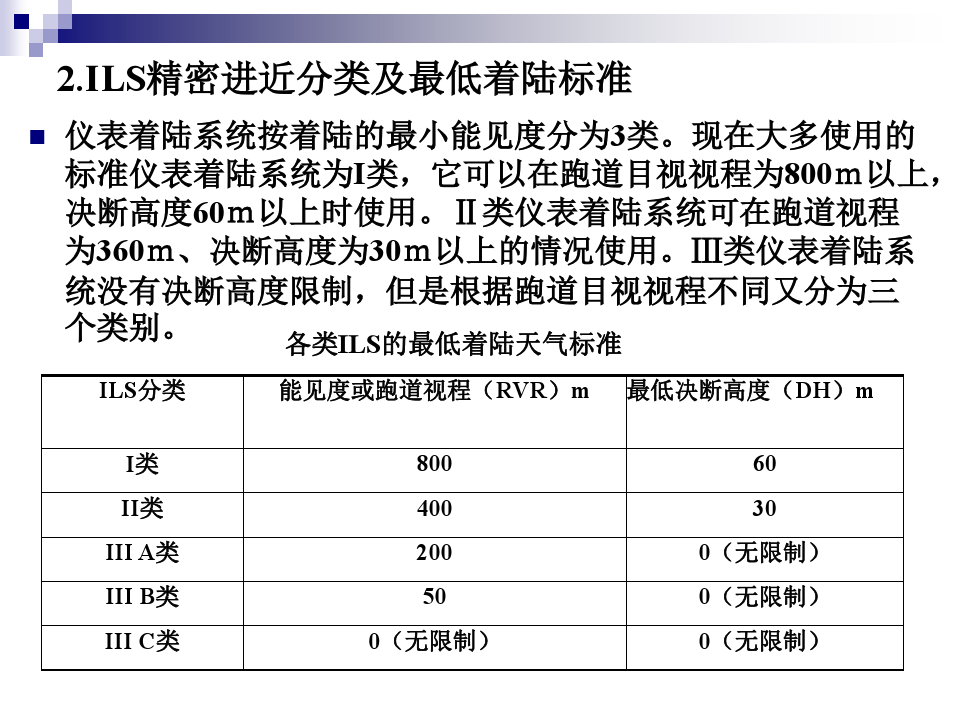 2.ILS精密进近分类及最低着陆标准
仪表着陆系统按着陆的最小能见度分为3类。现在大多使用的
标准仪表着陆系统为I类，它可以在跑道目视视程为800ｍ以上，
决断高度60ｍ以上时使用。Ⅱ类仪表着陆系统可在跑道视程
为360ｍ、决断高度为30ｍ以上的情况使用。Ⅲ类仪表着陆系
统没有决断高度限制，但是根据跑道目视视程不同又分为三
个类别。
各类ILS的最低着陆天气标准
ILS分类 能见度或跑道视程（RVR）m 最低决断高度（DH）m
I类 800 60
II类 400 30
III A类 200 0（无限制）
III B类 50 0（无限制）
III C类 0（无限制） 0（无限制）